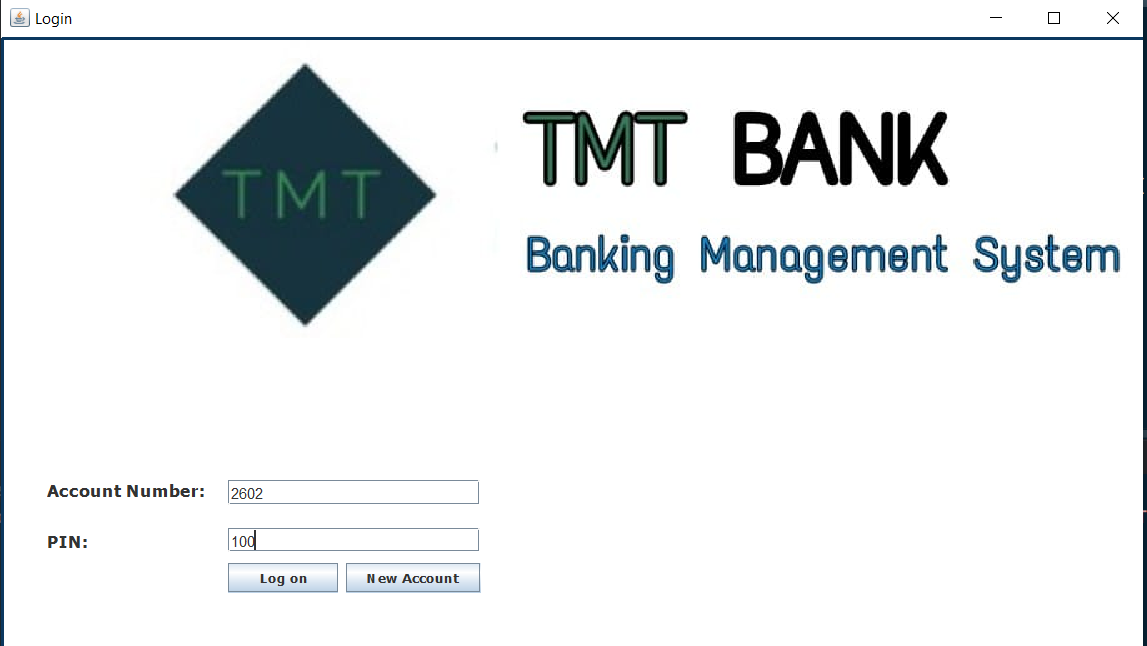 Login
TMT
TMT BANK
Banking Management System
Account Number: 2602
PIN: 100
Log on New Account